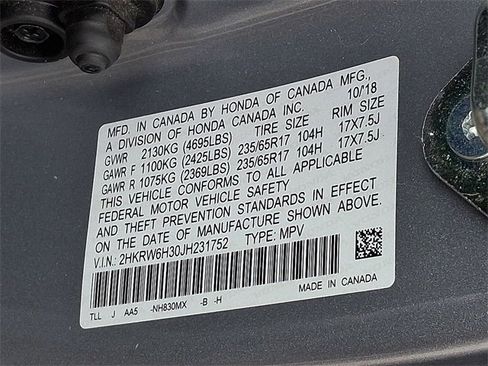 MFD. IN CANADA BY HONDA OF CANADA MFG.,
A DIVISION OF HONDA CANADA INC. 10/18
GVWR 2130KG (4695LBS) TIRE SIZE RIM SIZE
GAWR F 1100KG (2425LBS) 235/65R17 104H 17X7.5J
GAWR R 1075KG (2369LBS) 235/65R17 104H 17X7.5J
THIS VEHICLE CONFORMS TO ALL APPLICABLE
FEDERAL MOTOR VEHICLE SAFETY
AND THEFT PREVENTION STANDARDS IN EFFECT
ON THE DATE OF MANUFACTURE SHOWN ABOVE.
V.I.N.: 2HKRW6H30JH231752 TYPE: MPV
TLL J AA5 -NH830MX -B -H MADE IN CANADA